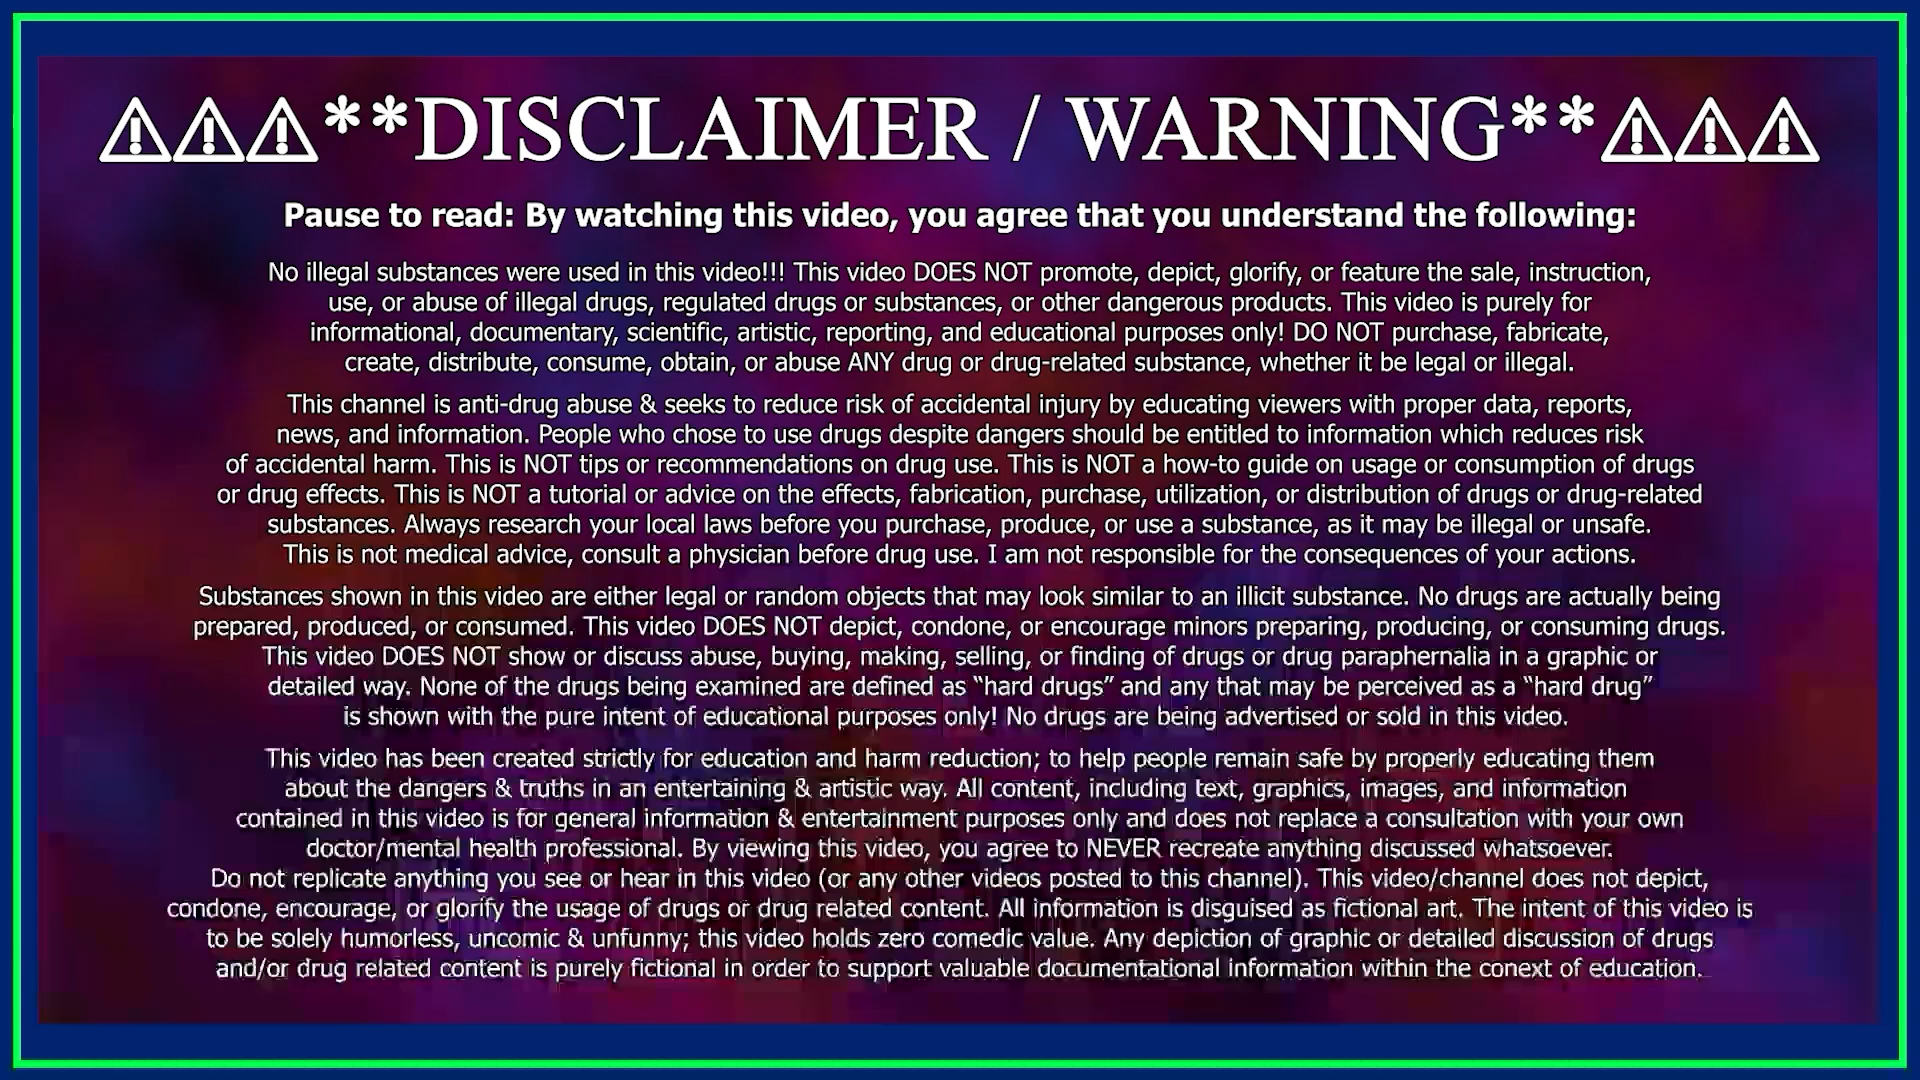 ⚠⚠⚠**DISCLAIMER / WARNING**⚠⚠⚠
Pause to read: By watching this video, you agree that you understand the following:
No illegal substances were used in this video!!! This video DOES NOT promote, depict, glorify, or feature the sale, instruction,
use, or abuse of illegal drugs, regulated drugs or substances, or other dangerous products. This video is purely for
informational, documentary, scientific, artistic, reporting, and educational purposes only! DO NOT purchase, fabricate,
create, distribute, consume, obtain, or abuse ANY drug or drug-related substance, whether it be legal or illegal.
This channel is anti-drug abuse & seeks to reduce risk of accidental injury by educating viewers with proper data, reports,
news, and information. People who chose to use drugs despite dangers should be entitled to information which reduces risk
of accidental harm. This is NOT tips or recommendations on drug use. This is NOT a how-to guide on usage or consumption of drugs
or drug effects. This is NOT a tutorial or advice on the effects, fabrication, purchase, utilization, or distribution of drugs or drug-related
substances. Always research your local laws before you purchase, produce, or use a substance, as it may be illegal or unsafe.
This is not medical advice, consult a physician before drug use. I am not responsible for the consequences of your actions.
Substances shown in this video are either legal or random objects that may look similar to an illicit substance. No drugs are actually being
prepared, produced, or consumed. This video DOES NOT depict, condone, or encourage minors preparing, producing, or consuming drugs.
This video DOES NOT show or discuss abuse, buying, making, selling, or finding of drugs or drug paraphernalia in a graphic or
detailed way. None of the drugs being examined are defined as “hard drugs” and any that may be perceived as a “hard drug”
is shown with the pure intent of educational purposes only! No drugs are being advertised or sold in this video.
This video has been created strictly for education and harm reduction; to help people remain safe by properly educating them
about the dangers & truths in an entertaining & artistic way. All content, including text, graphics, images, and information
contained in this video is for general information & entertainment purposes only and does not replace a consultation with your own
doctor/mental health professional. By viewing this video, you agree to NEVER recreate anything discussed whatsoever.
Do not replicate anything you see or hear in this video (or any other videos posted to this channel). This video/channel does not depict,
condone, encourage, or glorify the usage of drugs or drug related content. All information is disguised as fictional art. The intent of this video is
to be solely humorless, uncomic & unfunny; this video holds zero comedic value. Any depiction of graphic or detailed discussion of drugs
and/or drug related content is purely fictional in order to support valuable documentational information within the conext of education.